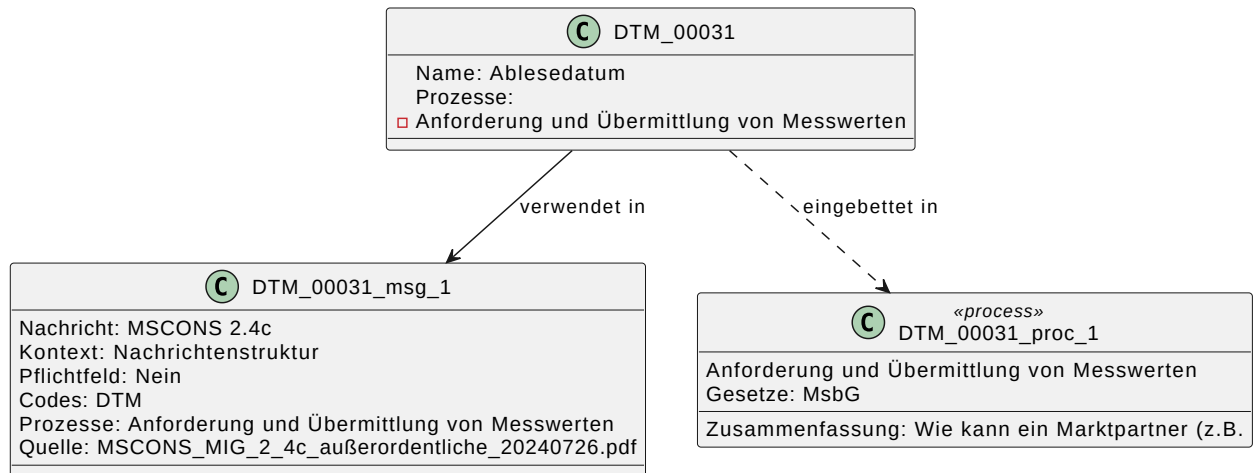 C DTM_00031
Name: Ablesedatum
Prozesse:
Anforderung und Übermittlung von Messwerten
verwendet in
eingebettet in
C DTM_00031_msg_1
Nachricht: MSCONS 2.4c
Kontext: Nachrichtenstruktur
Pflichtfeld: Nein
Codes: DTM
Prozesse: Anforderung und Übermittlung von Messwerten
Quelle: MSCONS_MIG_2_4c_außerordentliche_20240726.pdf
C «process»
DTM_00031_proc_1
Anforderung und Übermittlung von Messwerten
Gesetze: MsbG
Zusammenfassung: Wie kann ein Marktpartner (z.B.